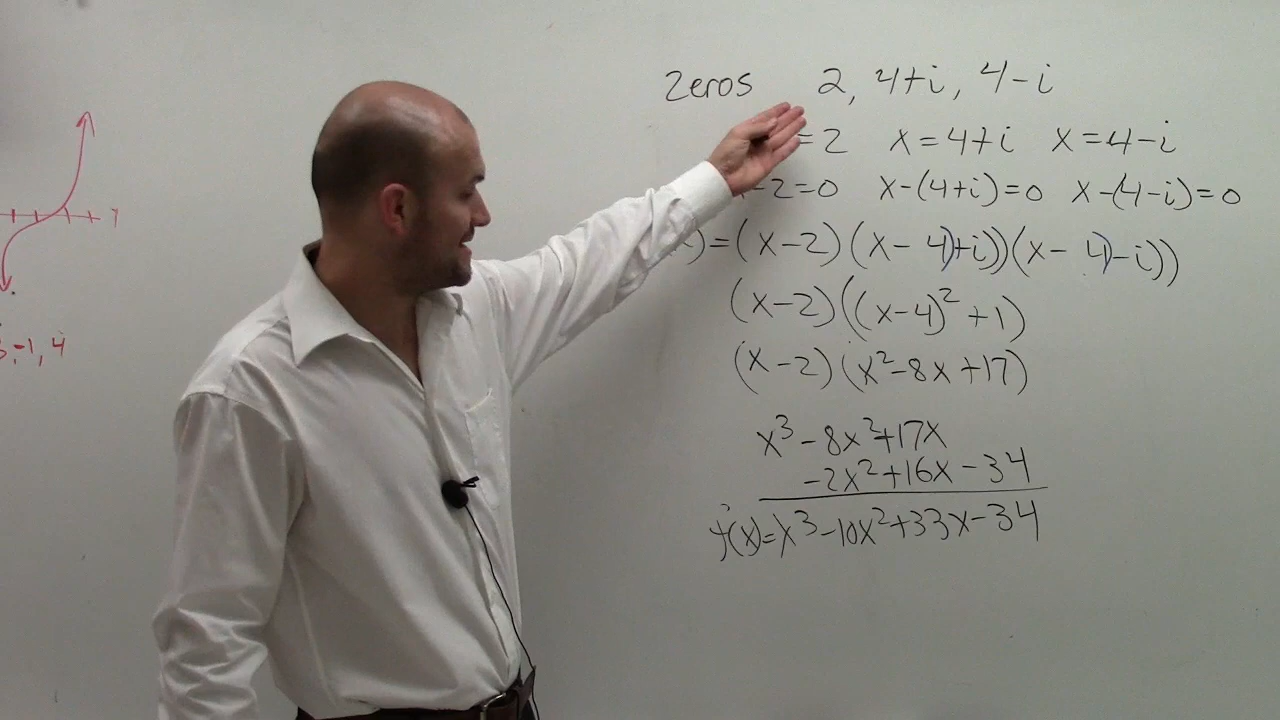 Zeros 2, 4+i, 4-i
=2 x=4+i x=4-i
-2=0 x-(4+i)=0 x-(4-i)=0
)=(x-2)(x-4)+i))(x-4)-i))
(x-2)((x-4)²+1)
(x-2)(x²-8x+17)
x³-8x²+17x
-2x²+16x-34
f(x)=x³-10x²+33x-34
-1, 4